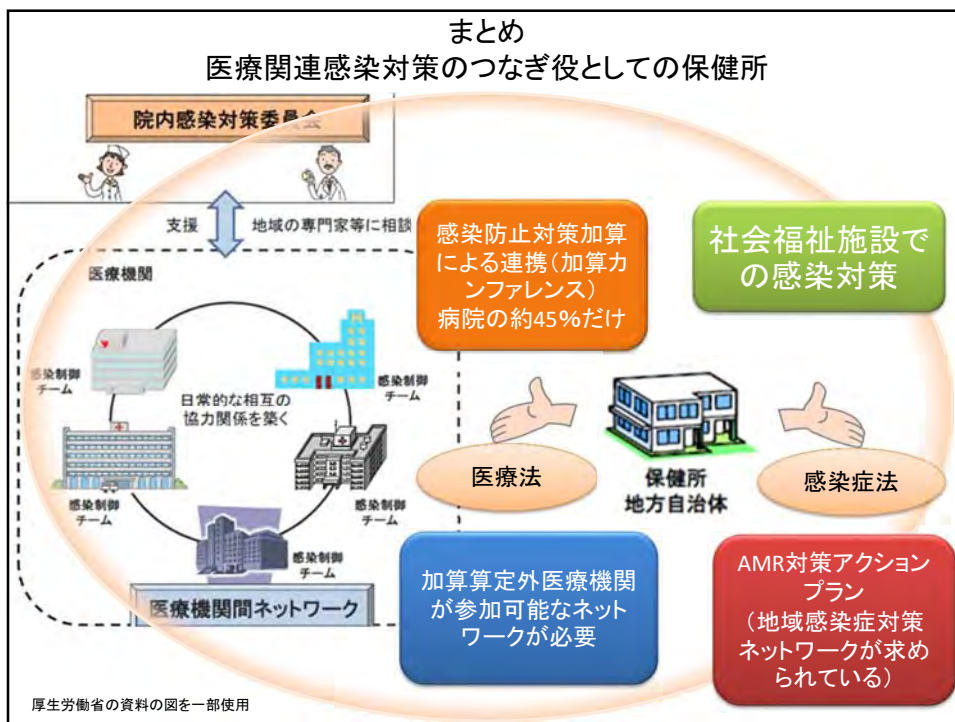 まとめ
医療関連感染対策のつなぎ役としての保健所
院内感染対策委員会
支援
地域の専門家等に相談
医療機関
感染制御
チーム
感染制御
チーム
日常的な相互の
協力関係を築く
感染制御
チーム
感染制御
チーム
感染制御
チーム
医療機関間ネットワーク
感染防止対策加算
による連携(加算カ
ンファレンス)
病院の約45%だけ
社会福祉施設で
の感染対策
医療法
保健所
地方自治体
感染症法
加算算定外医療機関
が参加可能なネット
ワークが必要
AMR対策アクション
プラン
(地域感染症対策
ネットワークが求め
られている)
厚生労働省の資料の図を一部使用